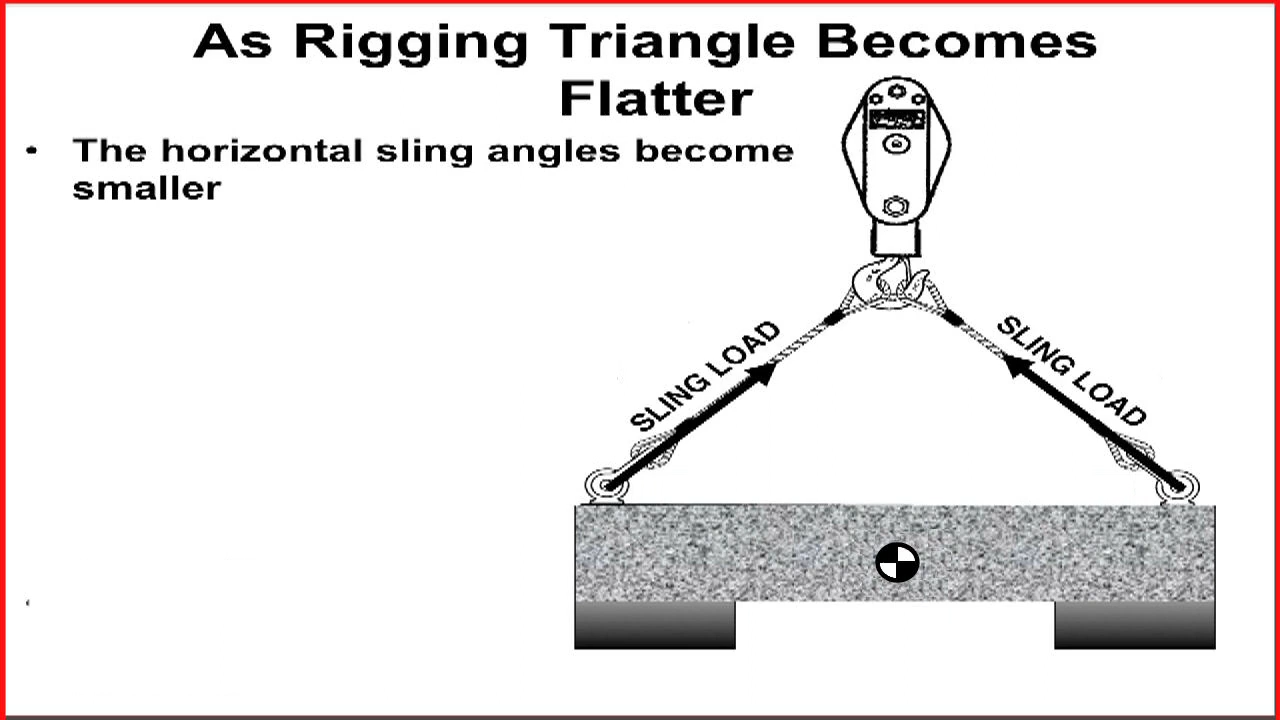 As Rigging Triangle Becomes
Flatter
• The horizontal sling angles become
smaller
SLING LOAD
SLING LOAD